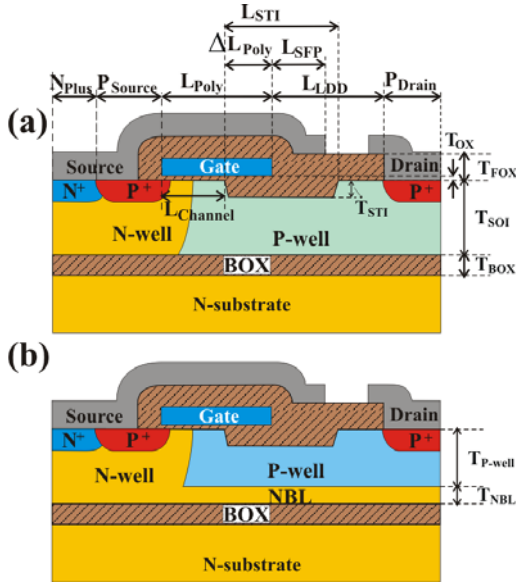 L_STI
ΔL_Poly L_SFP
N_Plus P_Source L_Poly L_LDD P_Drain
(a)
T_OX
Source Gate Drain T_FOX
N+ P+ P+
L_Channel T_STI T_SOI
N-well P-well
BOX T_BOX
N-substrate
(b)
Source Gate Drain
N+ P+ P+
N-well P-well T_P-well
NBL T_NBL
BOX
N-substrate